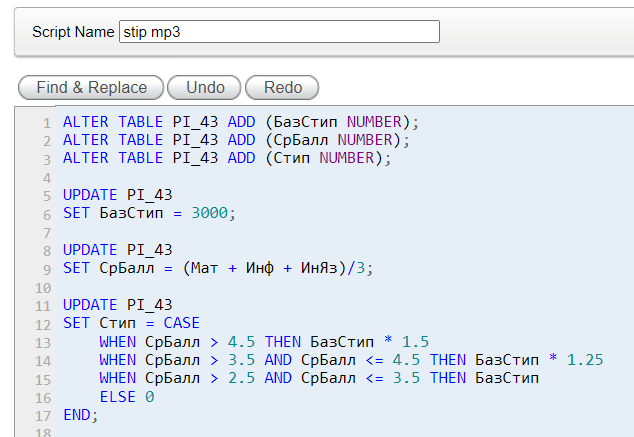 Script Name stip mp3
Find & Replace Undo Redo
1 ALTER TABLE PI_43 ADD (БазСтип NUMBER);
2 ALTER TABLE PI_43 ADD (СрБалл NUMBER);
3 ALTER TABLE PI_43 ADD (Стип NUMBER);
4
5 UPDATE PI_43
6 SET БазСтип = 3000;
7
8 UPDATE PI_43
9 SET СрБалл = (Мат + Инф + ИнЯз)/3;
10
11 UPDATE PI_43
12 SET Стип = CASE
13 WHEN СрБалл > 4.5 THEN БазСтип * 1.5
14 WHEN СрБалл > 3.5 AND СрБалл <= 4.5 THEN БазСтип * 1.25
15 WHEN СрБалл > 2.5 AND СрБалл <= 3.5 THEN БазСтип
16 ELSE 0
17 END;
18